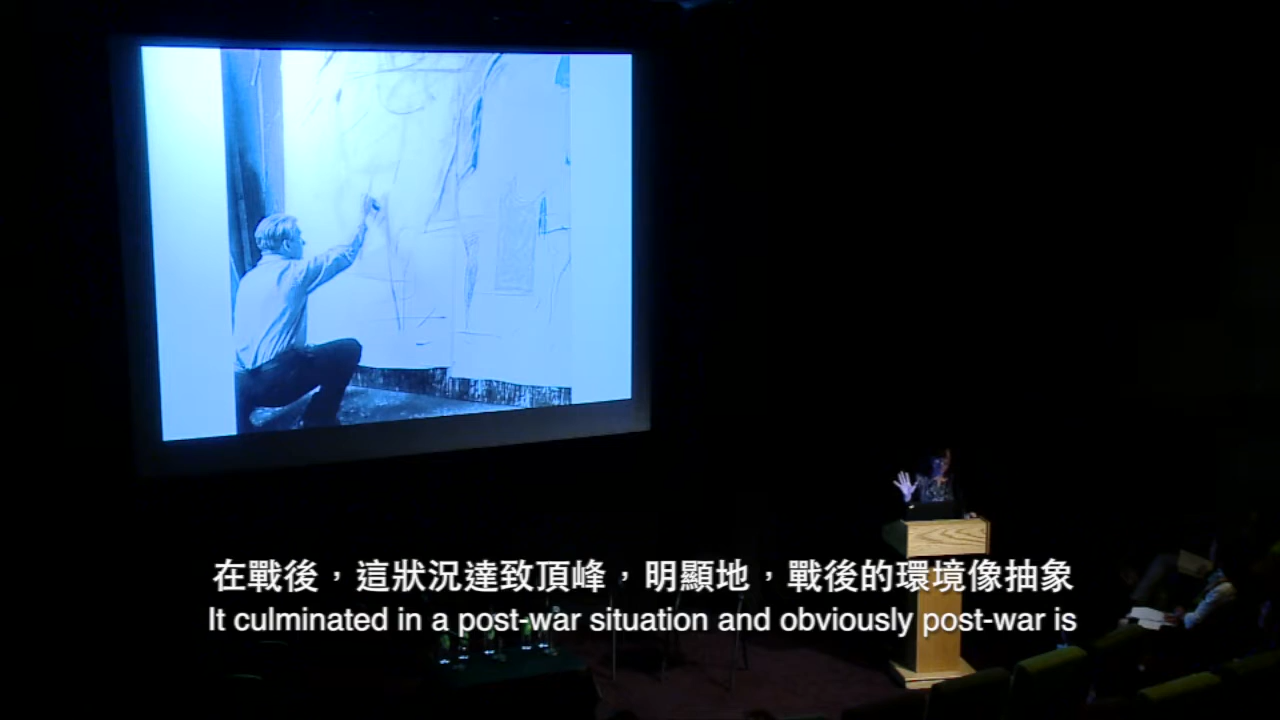 在戰後，這狀況達致頂峰，明顯地，戰後的環境像抽象
It culminated in a post-war situation and obviously post-war is